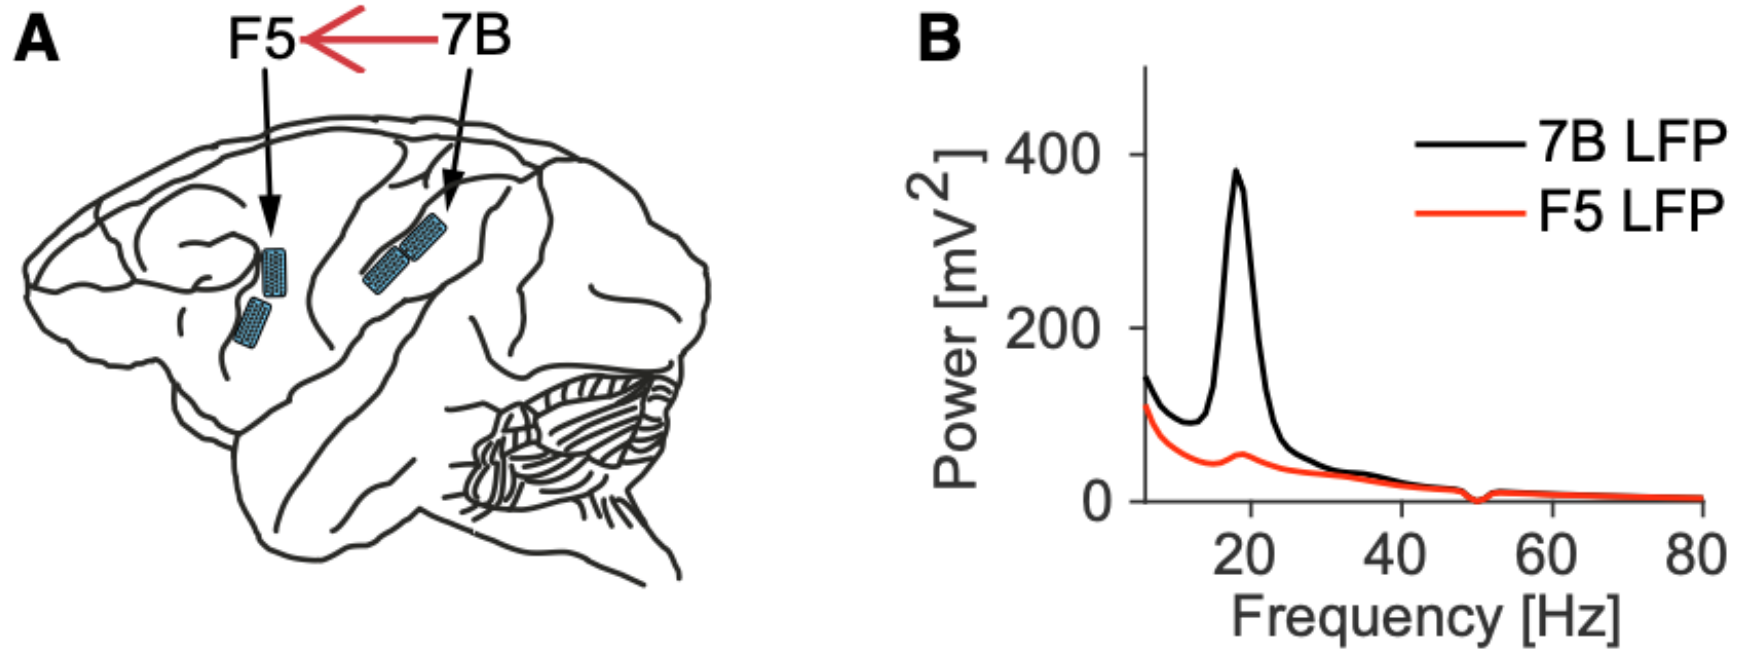 A
F5
7B
B
7B LFP
F5 LFP
400
200
0
Power [mV²]
20 40 60 80
Frequency [Hz]